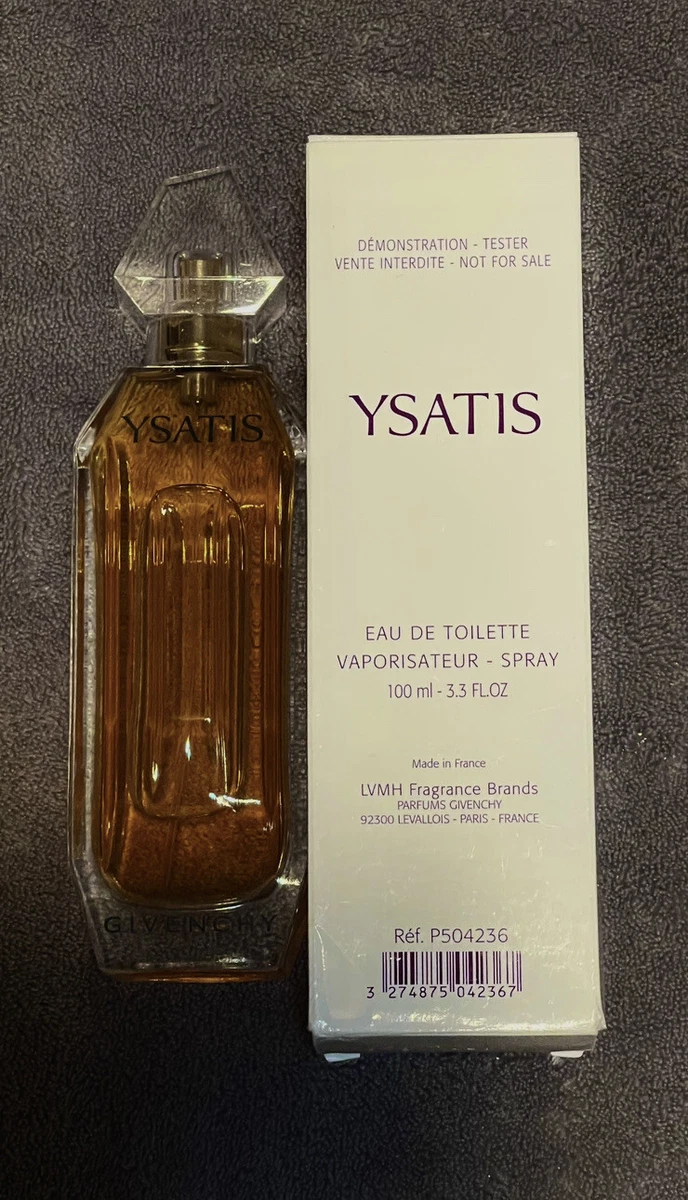 YSATIS
GIVENCHY
DÉMONSTRATION - TESTER
VENTE INTERDITE - NOT FOR SALE
YSATIS
EAU DE TOILETTE
VAPORISATEUR - SPRAY
100 ml - 3.3 FL.OZ
Made in France
LVMH Fragrance Brands
PARFUMS GIVENCHY
92300 LEVALLOIS - PARIS - FRANCE
Réf. P504236
3 274875 042367